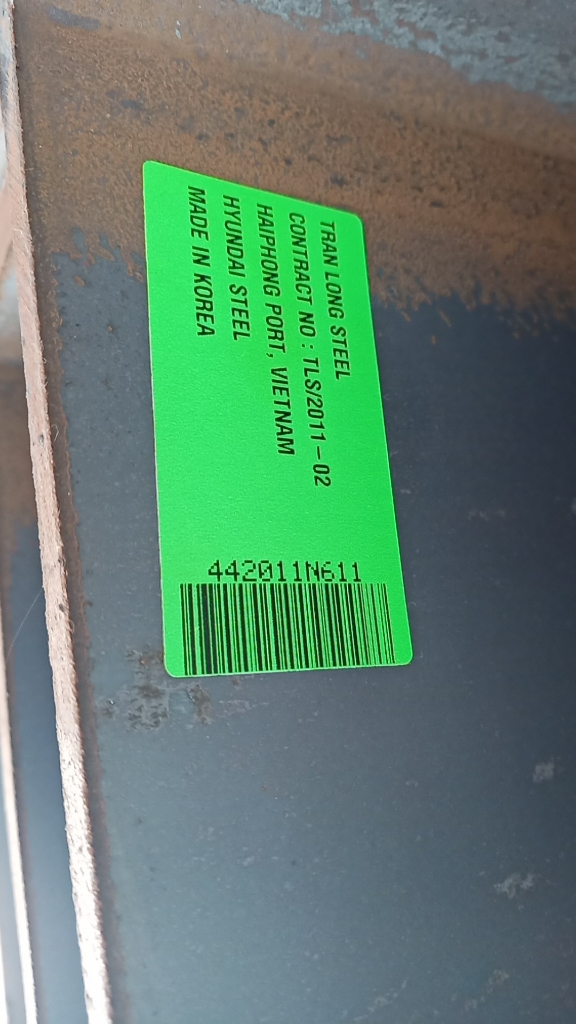 TRAN LONG STEEL
CONTRACT NO : TLS/2011-02
HAIPHONG PORT, VIETNAM
HYUNDAI STEEL
MADE IN KOREA
442011N611